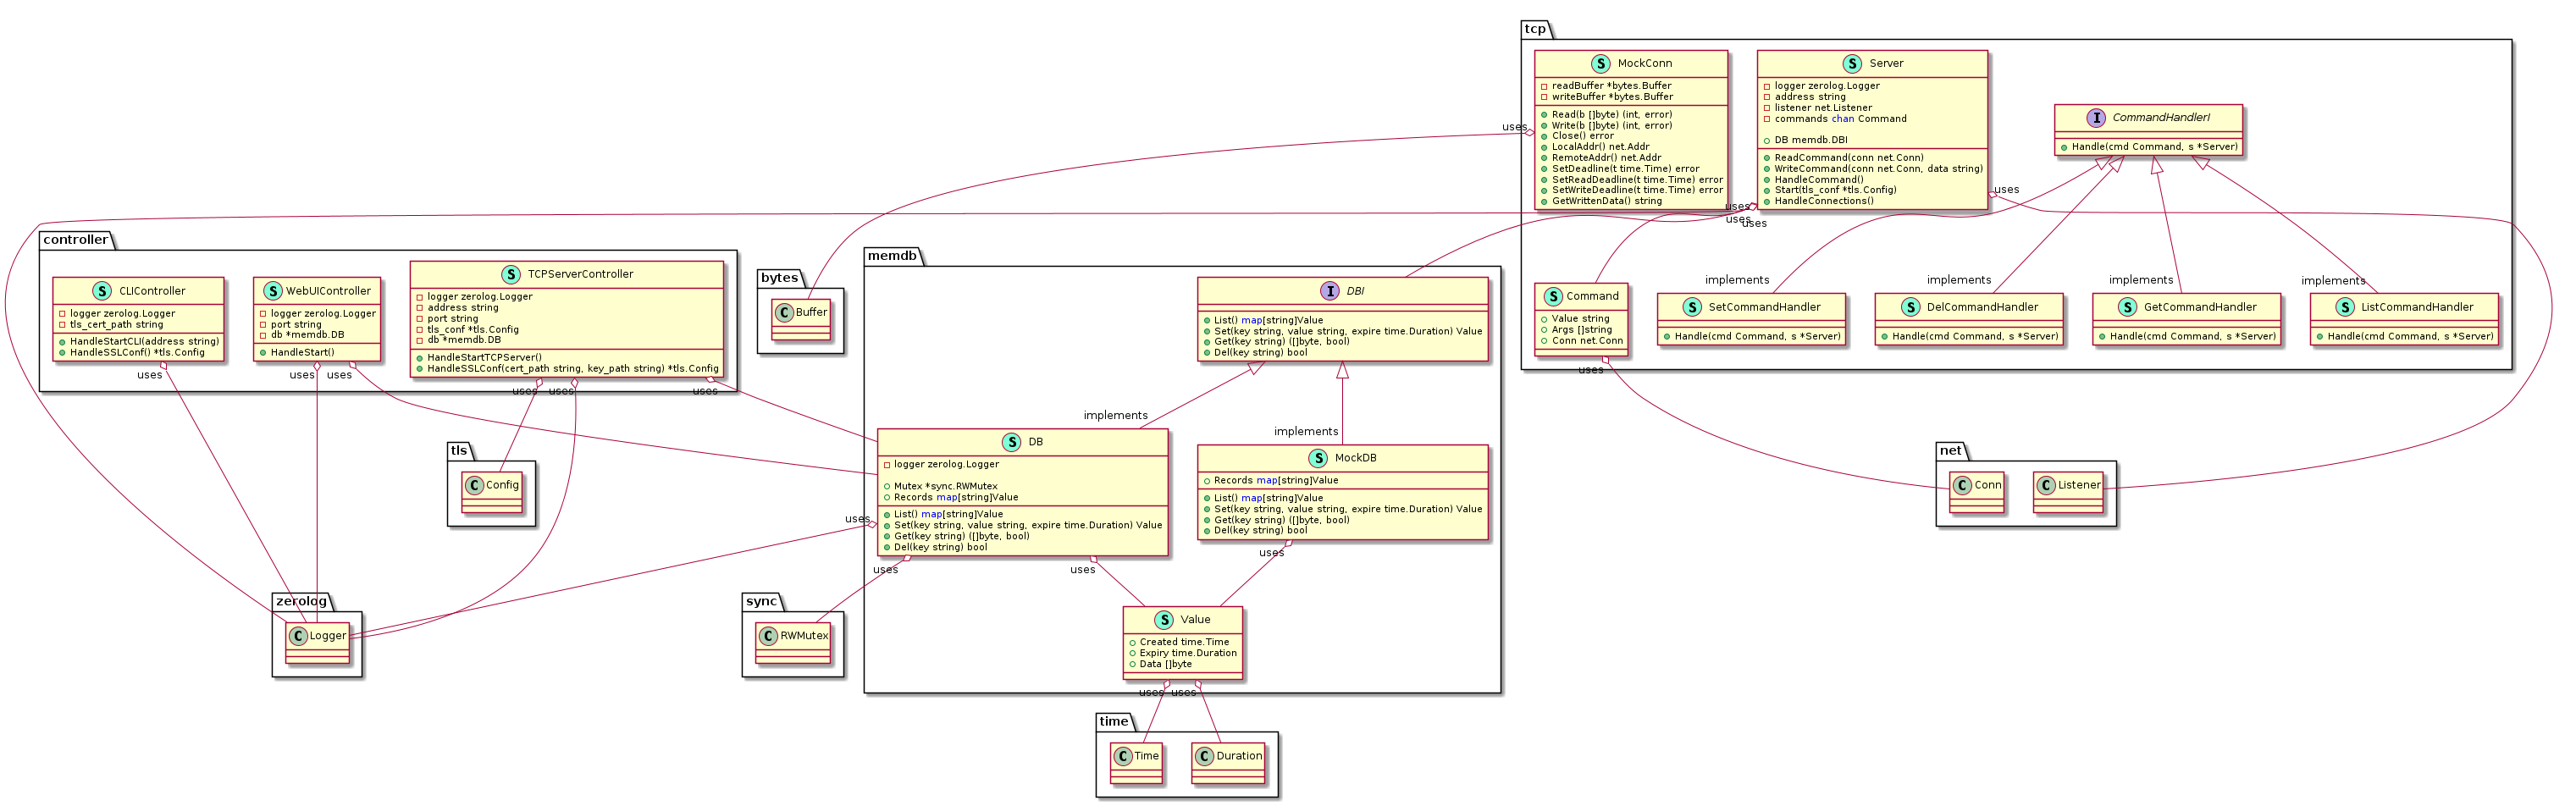 tcp
MockConn
readBuffer *bytes.Buffer
writeBuffer *bytes.Buffer
Read(b []byte) (int, error)
Write(b []byte) (int, error)
Close() error
LocalAddr() net.Addr
RemoteAddr() net.Addr
SetDeadline(t time.Time) error
SetReadDeadline(t time.Time) error
SetWriteDeadline(t time.Time) error
GetWrittenData() string
Server
logger zerolog.Logger
address string
listener net.Listener
commands chan Command
DB memdb.DBI
ReadCommand(conn net.Conn)
WriteCommand(conn net.Conn, data string)
HandleCommand()
Start(tls_conf *tls.Config)
HandleConnections()
CommandHandlerI
Handle(cmd Command, s *Server)
uses
uses
uses
uses
uses
implements
implements
implements
implements
Command
Value string
Args []string
Conn net.Conn
uses
SetCommandHandler
Handle(cmd Command, s *Server)
DelCommandHandler
Handle(cmd Command, s *Server)
GetCommandHandler
Handle(cmd Command, s *Server)
ListCommandHandler
Handle(cmd Command, s *Server)
controller
CLIController
logger zerolog.Logger
tls_cert_path string
HandleStartCLI(address string)
HandleSSLConf() *tls.Config
uses
WebUIController
logger zerolog.Logger
port string
db *memdb.DB
HandleStart()
uses
uses
TCPServerController
logger zerolog.Logger
address string
port string
tls_conf *tls.Config
db *memdb.DB
HandleStartTCPServer()
HandleSSLConf(cert_path string, key_path string) *tls.Config
uses
uses
uses
bytes
Buffer
memdb
DBI
List() map[string]Value
Set(key string, value string, expire time.Duration) Value
Get(key string) ([]byte, bool)
Del(key string) bool
implements
implements
DB
logger zerolog.Logger
Mutex *sync.RWMutex
Records map[string]Value
List() map[string]Value
Set(key string, value string, expire time.Duration) Value
Get(key string) ([]byte, bool)
Del(key string) bool
uses
uses
uses
MockDB
Records map[string]Value
List() map[string]Value
Set(key string, value string, expire time.Duration) Value
Get(key string) ([]byte, bool)
Del(key string) bool
uses
Value
Created time.Time
Expiry time.Duration
Data []byte
uses
uses
tls
Config
net
Conn
Listener
zerolog
Logger
sync
RWMutex
time
Time
Duration